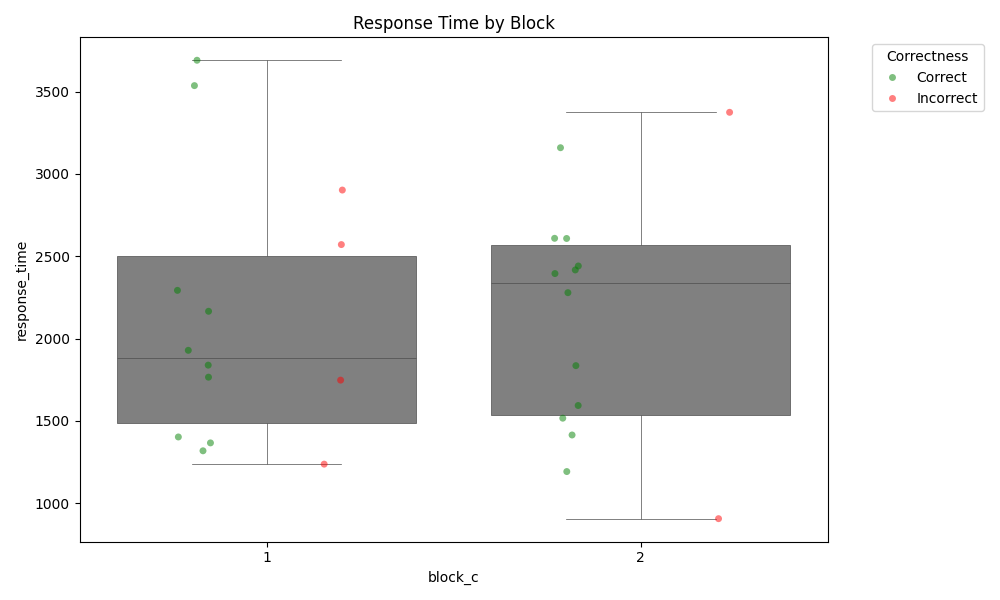 Response Time by Block
Correctness
Correct
Incorrect
response_time
3500
3000
2500
2000
1500
1000
1
2
block_c